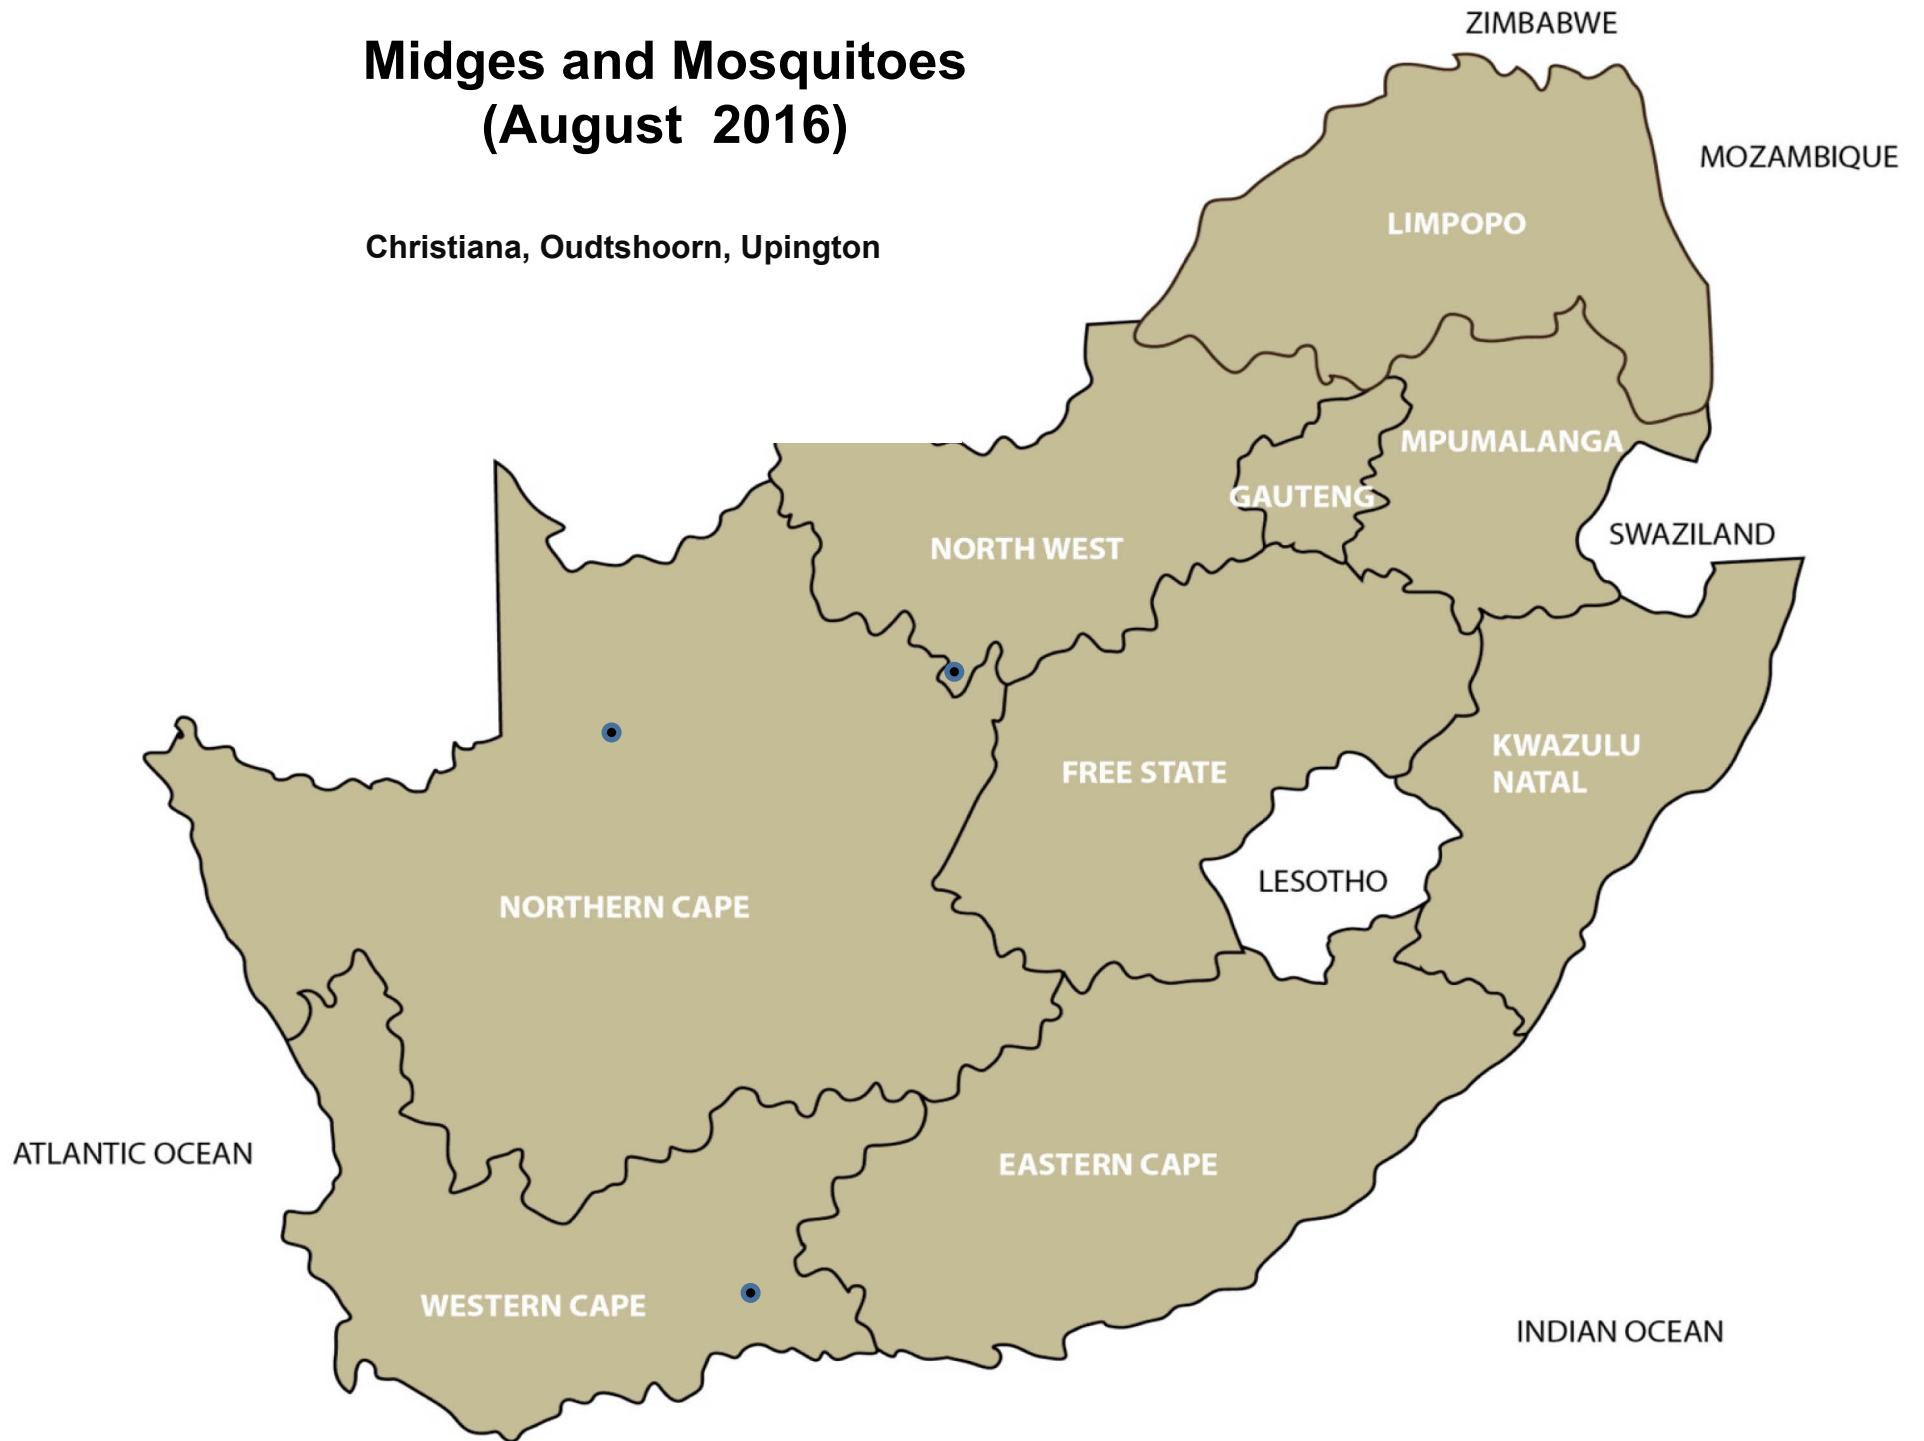 ZIMBABWE
Midges and Mosquitoes
(August 2016)
MOZAMBIQUE
LIMPOPO
Christiana, Oudtshoorn, Upington
MPUMALANGA
GAUTENG
SWAZILAND
NORTH WEST
KWAZULU
NATAL
FREE STATE
LESOTHO
NORTHERN CAPE
ATLANTIC OCEAN
EASTERN CAPE
WESTERN CAPE
INDIAN OCEAN